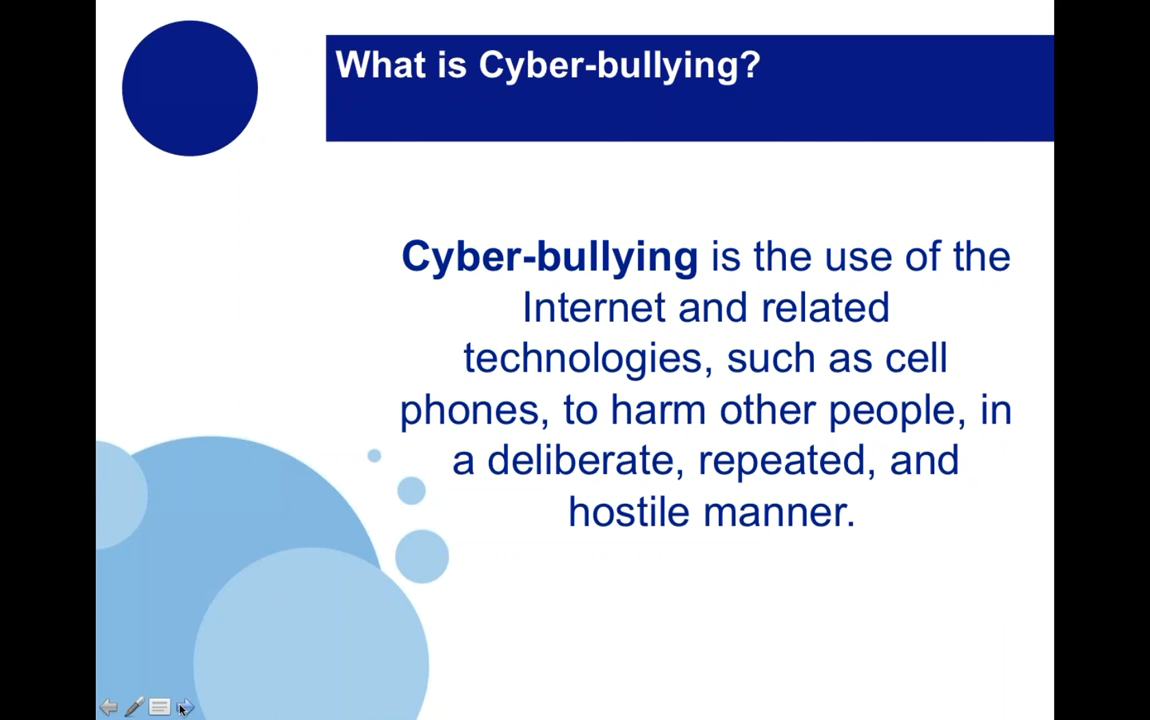 What is Cyber-bullying?
Cyber-bullying is the use of the
Internet and related
technologies, such as cell
phones, to harm other people, in
a deliberate, repeated, and
hostile manner.